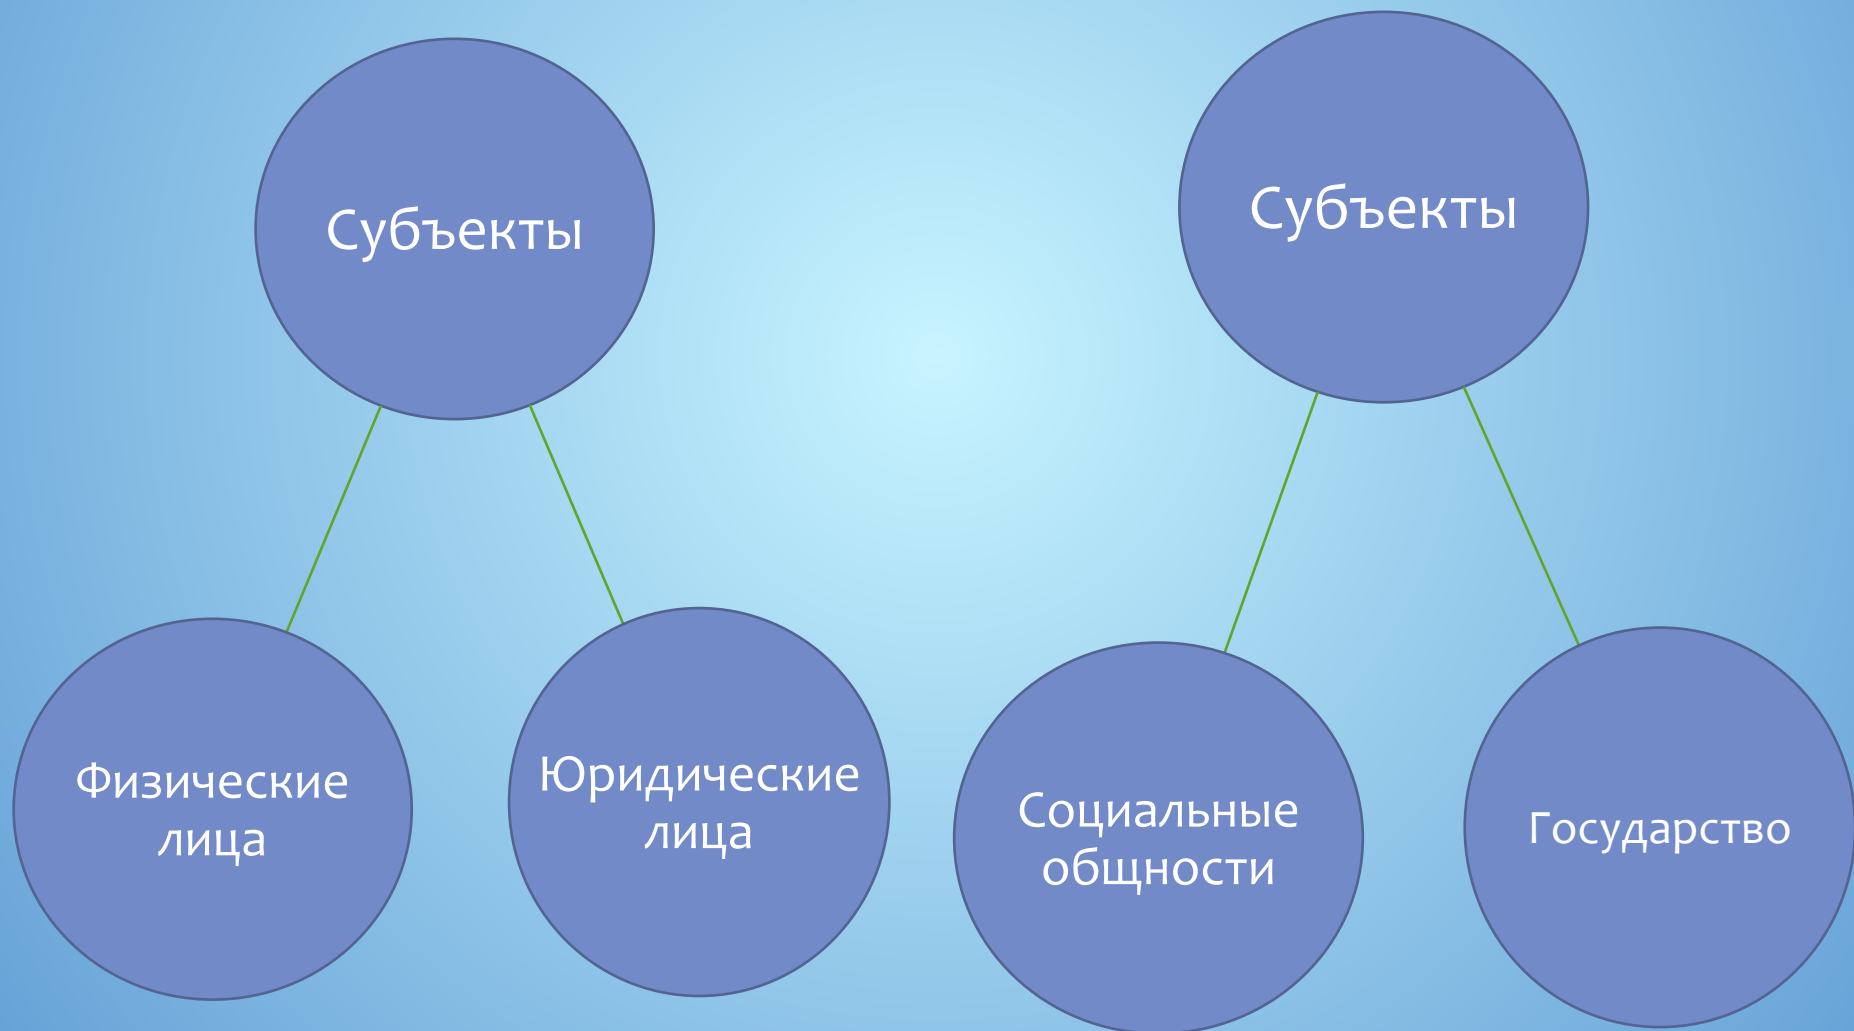 Субъекты
Субъекты
Физические
лица
Юридические
лица
Социальные
общности
Государство